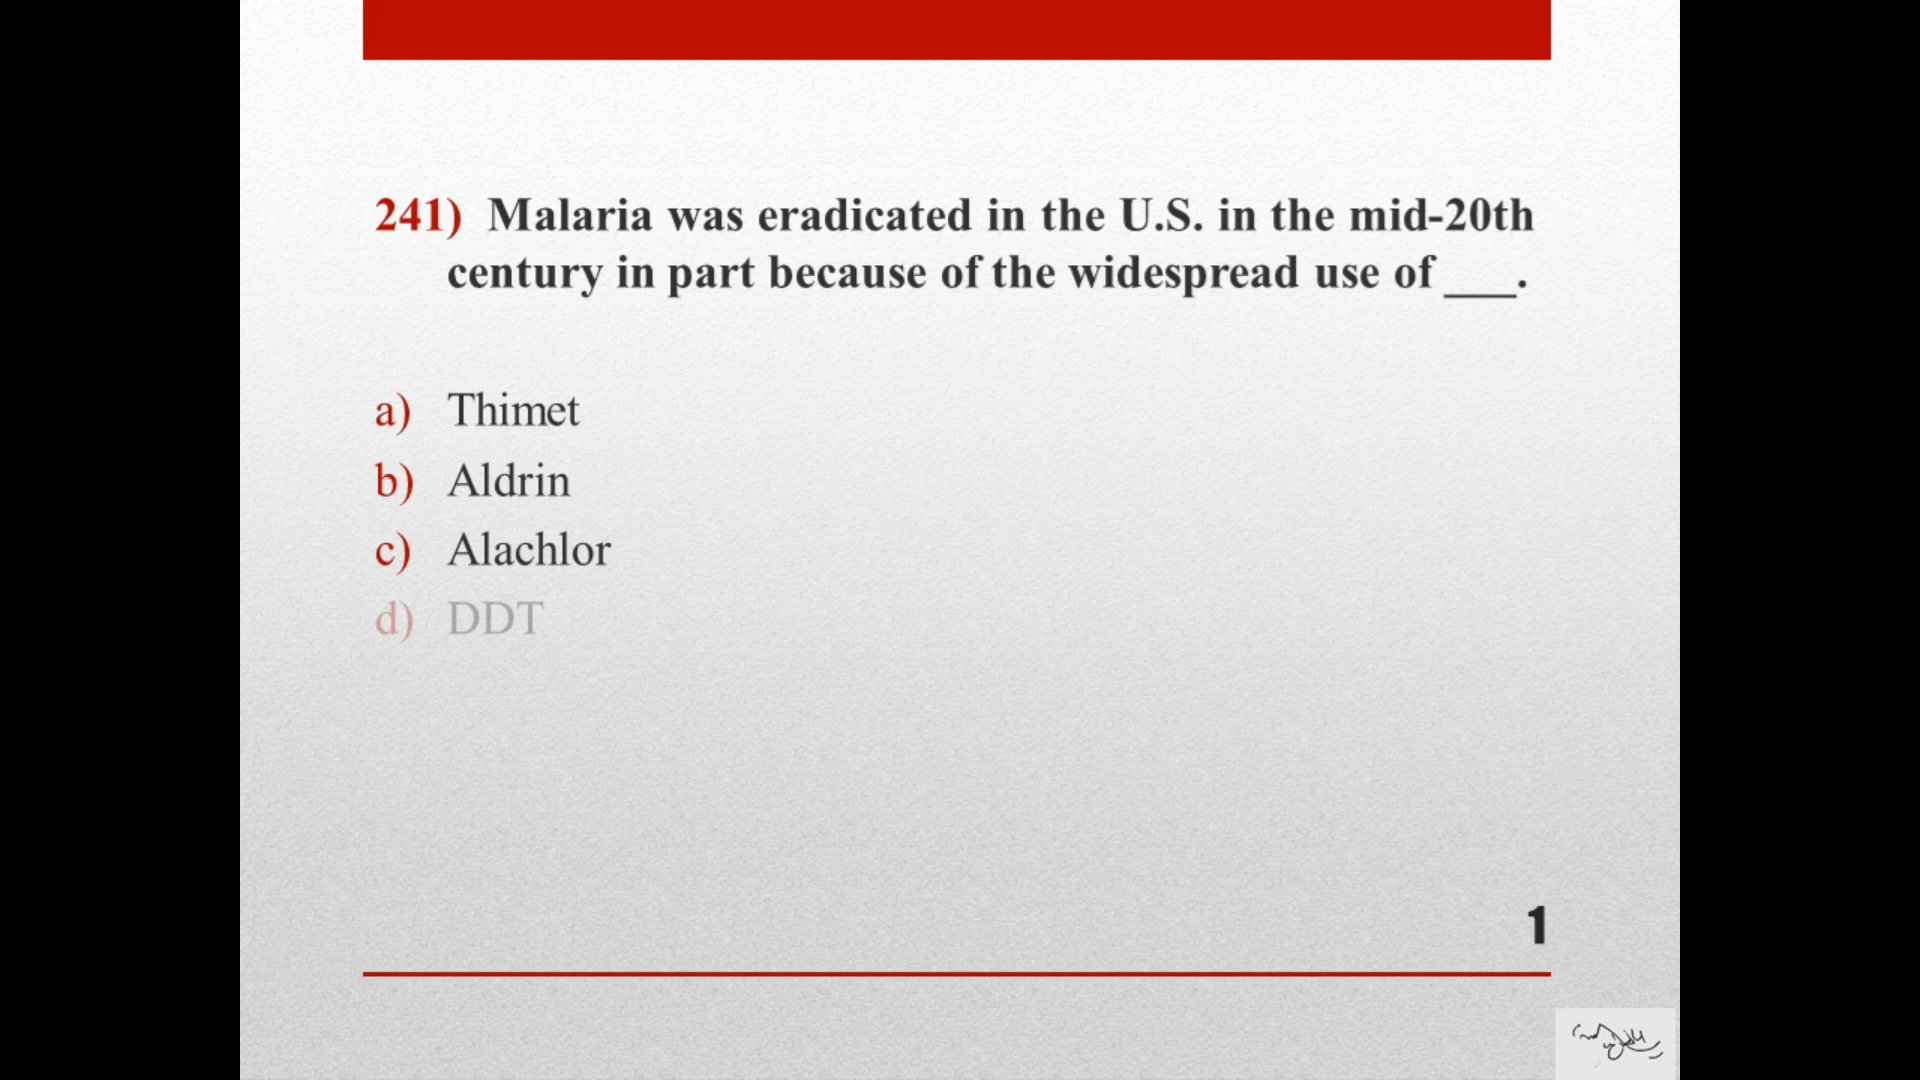 241) Malaria was eradicated in the U.S. in the mid-20th
century in part because of the widespread use of ___.
a) Thimet
b) Aldrin
c) Alachlor
d) DDT
1